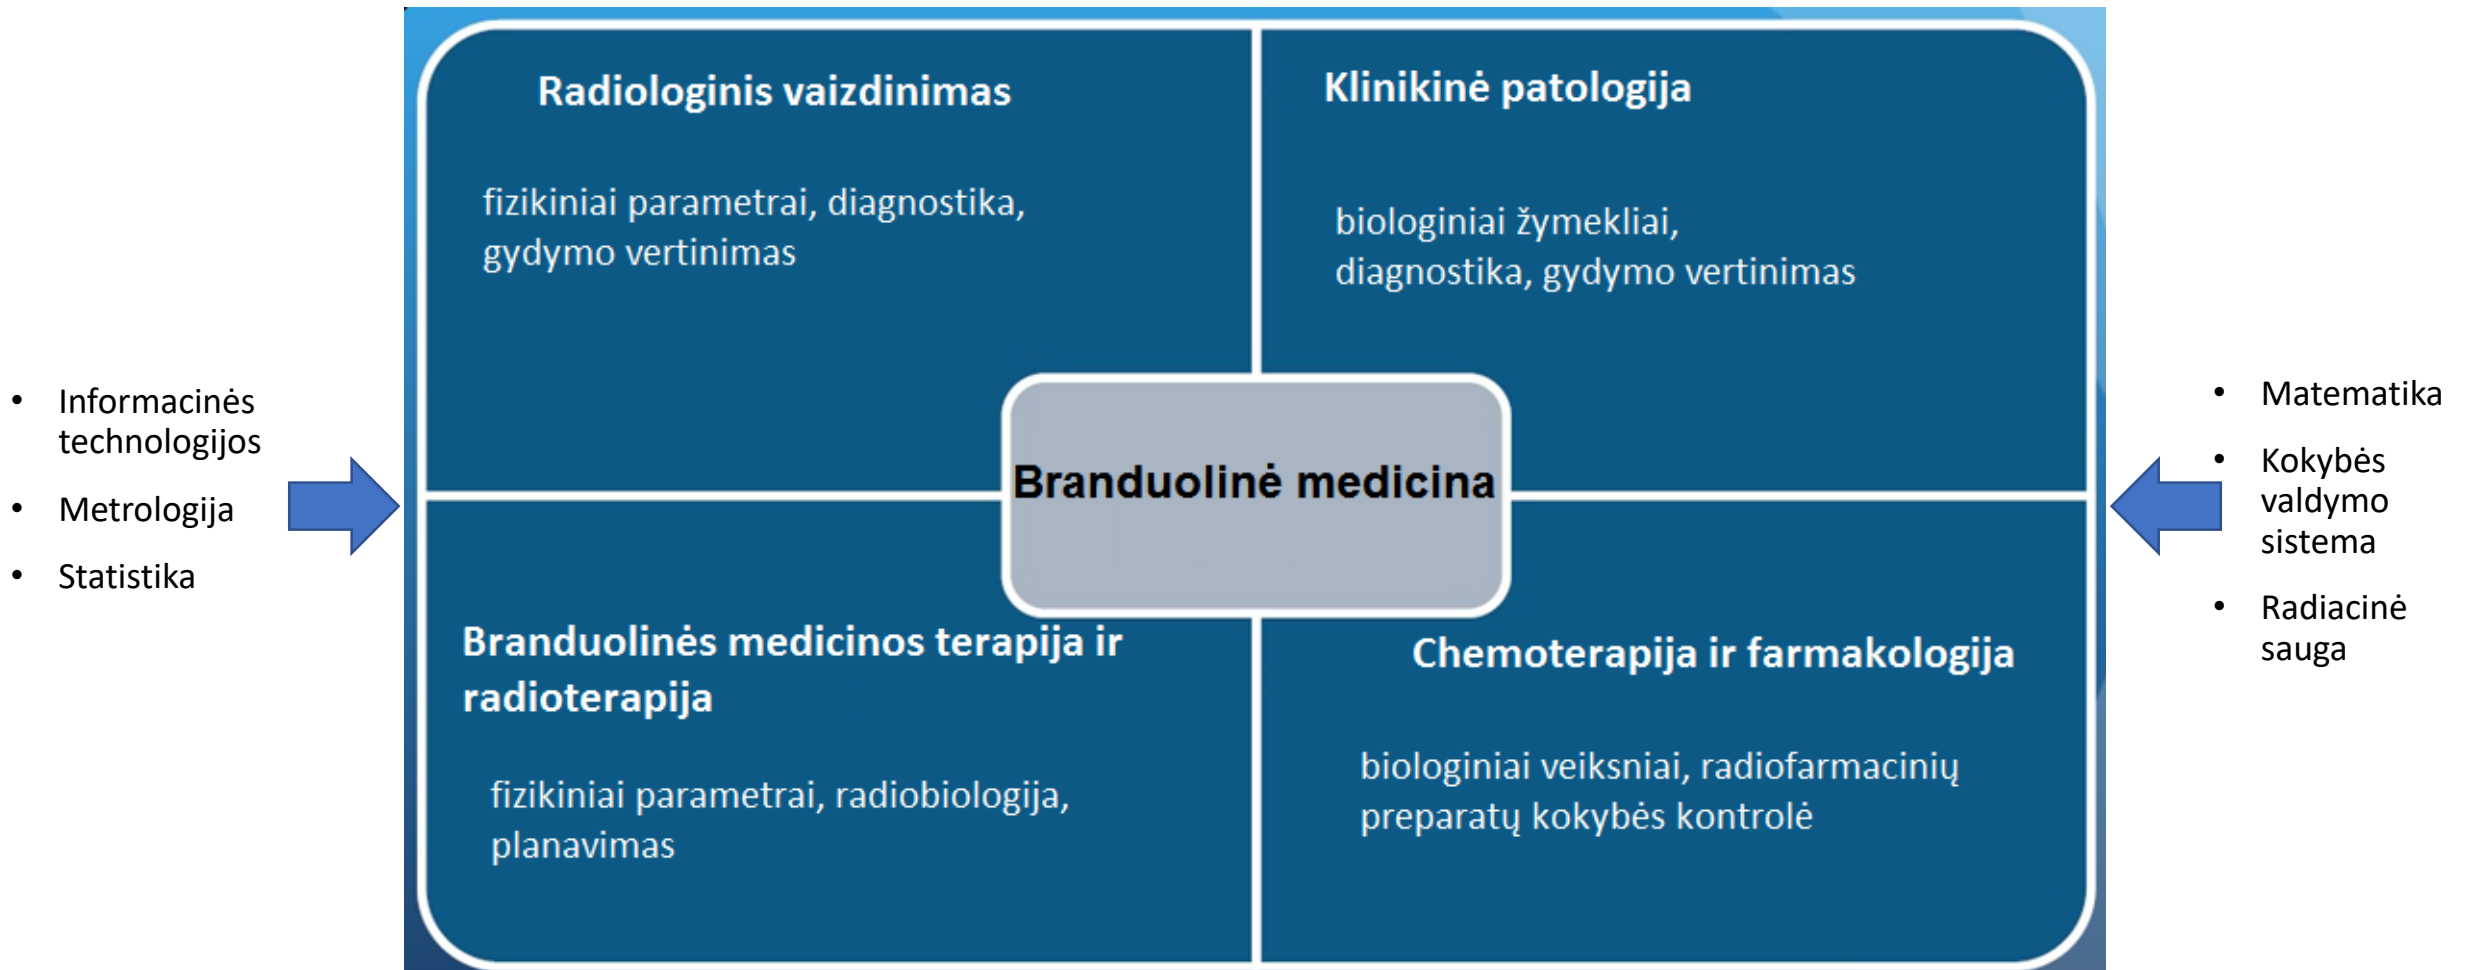 Radiologinis vaizdinimas
fizikiniai parametrai, diagnostika,
gydymo vertinimas
Klinikinė patologija
biologiniai žymekliai,
diagnostika, gydymo vertinimas
• Informacinės
technologijos
• Metrologija
• Statistika
Branduolinė medicina
• Matematika
• Kokybės
valdymo
sistema
• Radiacinė
sauga
Branduolinės medicinos terapija ir
radioterapija
fizikiniai parametrai, radiobiologija,
planavimas
Chemoterapija ir farmakologija
biologiniai veiksniai, radiofarmacinių
preparatų kokybės kontrolė